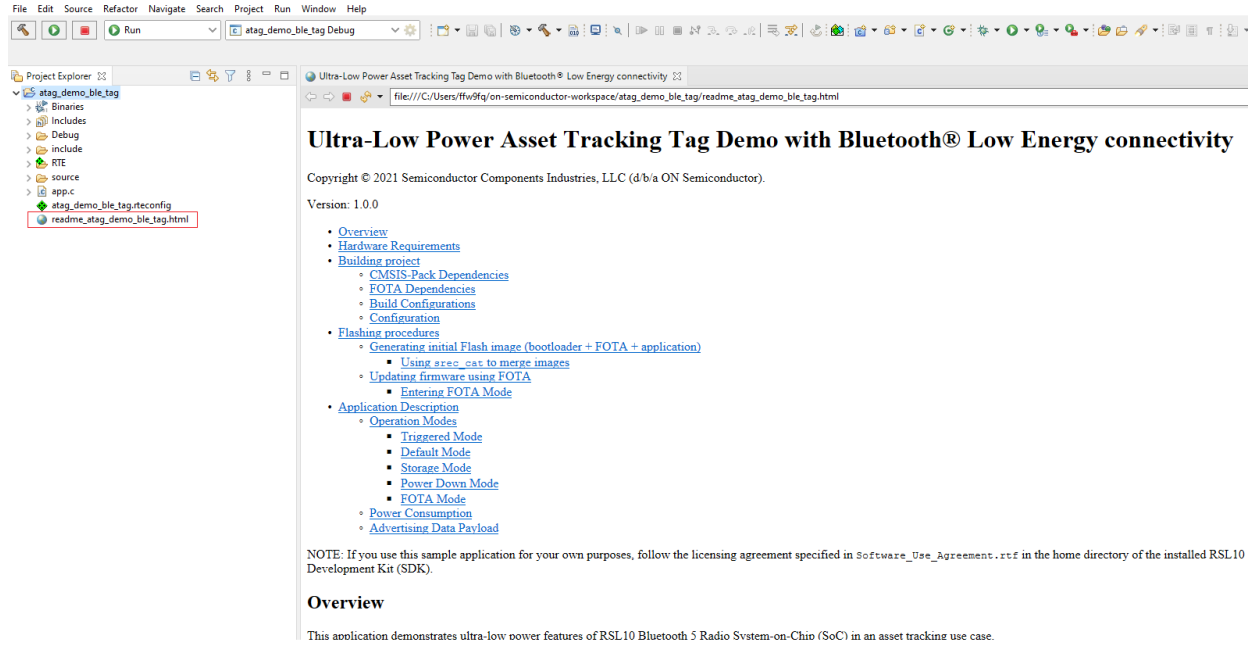 File Edit Source Refactor Navigate Search Project Run Window Help
Run
atag_demo_ble_tag Debug
Project Explorer
atag_demo_ble_tag
Binaries
Includes
Debug
include
RTE
source
app.c
atag_demo_ble_tag.rteconfig
readme_atag_demo_ble_tag.html
Ultra-Low Power Asset Tracking Tag Demo with Bluetooth® Low Energy connectivity
file:///C:/Users/ffw9fq/on-semiconductor-workspace/atag_demo_ble_tag/readme_atag_demo_ble_tag.html
Ultra-Low Power Asset Tracking Tag Demo with Bluetooth® Low Energy connectivity
Copyright © 2021 Semiconductor Components Industries, LLC (d/b/a ON Semiconductor).
Version: 1.0.0
Overview
Hardware Requirements
Building project
CMSIS-Pack Dependencies
FOTA Dependencies
Build Configurations
Configuration
Flashing procedures
Generating initial Flash image (bootloader + FOTA + application)
Using srec_cat to merge images
Updating firmware using FOTA
Entering FOTA Mode
Application Description
Operation Modes
Triggered Mode
Default Mode
Storage Mode
Power Down Mode
FOTA Mode
Power Consumption
Advertising Data Payload
NOTE: If you use this sample application for your own purposes, follow the licensing agreement specified in Software_Use_Agreement.rtf in the home directory of the installed RSL10
Development Kit (SDK).
Overview
This application demonstrates ultra-low power features of RSL10 Bluetooth 5 Radio System-on-Chip (SoC) in an asset tracking use case.